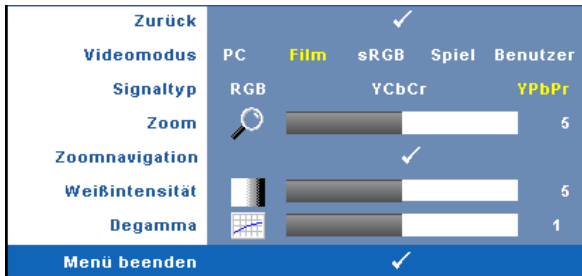 Zurück
Videomodus PC Film sRGB Spiel Benutzer
Signaltyp RGB YCbCr YPbPr
Zoom 5
Zoomnavigation
Weißintensität 5
Degamma 1
Menü beenden